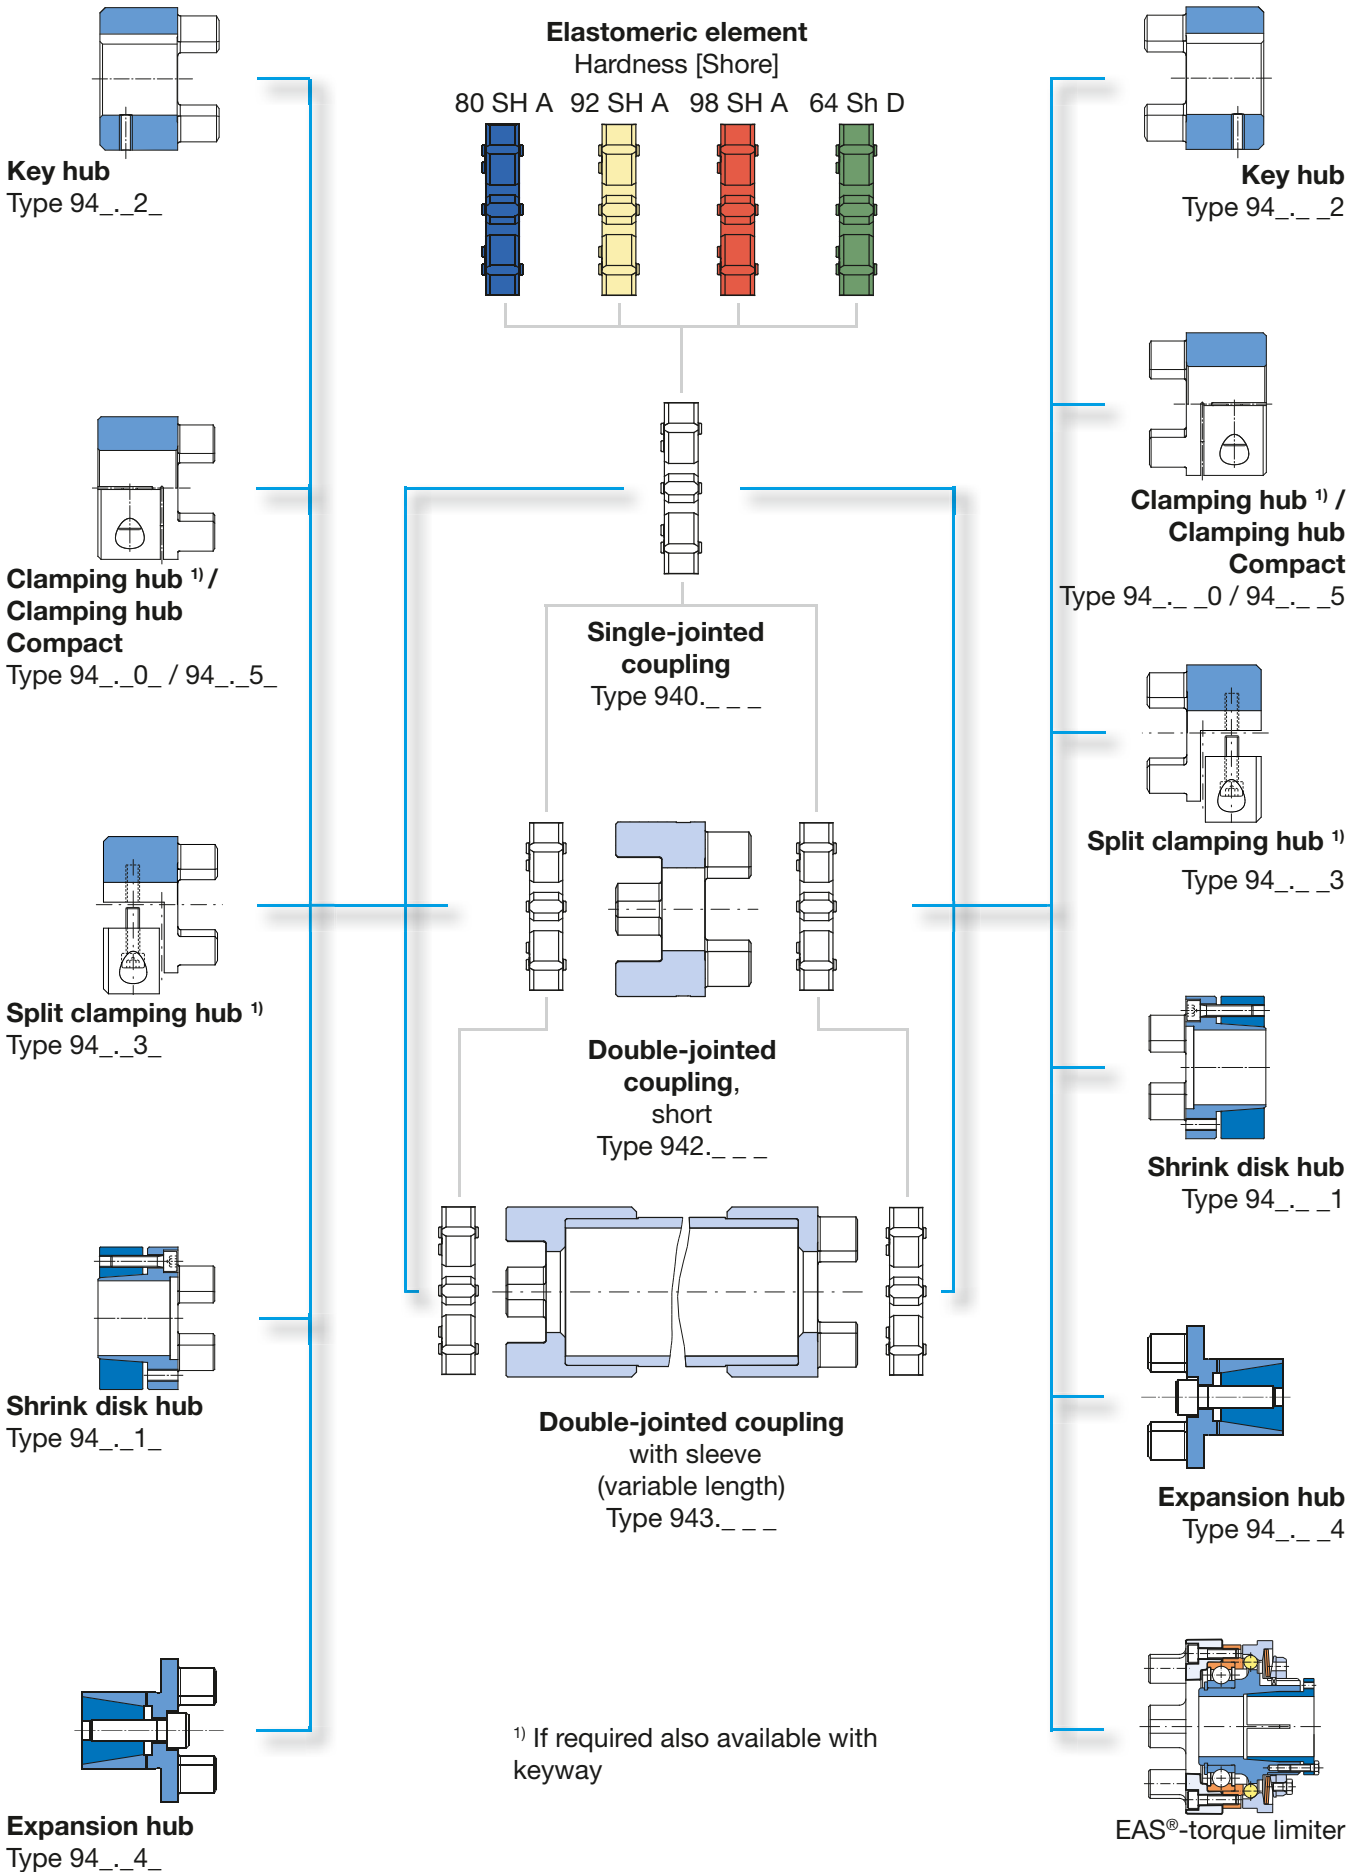 Elastomeric element
Hardness [Shore]
80 SH A 92 SH A 98 SH A 64 Sh D
Key hub
Type 94_._2_
Clamping hub 1) /
Clamping hub
Compact
Type 94_._0_ / 94_._5_
Split clamping hub 1)
Type 94_._3_
Shrink disk hub
Type 94_._1_
Expansion hub
Type 94_._4_
Single-jointed
coupling
Type 940._ _ _
Double-jointed
coupling,
short
Type 942._ _ _
Double-jointed coupling
with sleeve
(variable length)
Type 943._ _ _
1) If required also available with
keyway
Key hub
Type 94_._ _2
Clamping hub 1) /
Clamping hub
Compact
Type 94_._ _0 / 94_._ _5
Split clamping hub 1)
Type 94_._ _3
Shrink disk hub
Type 94_._ _1
Expansion hub
Type 94_._ _4
EAS®-torque limiter